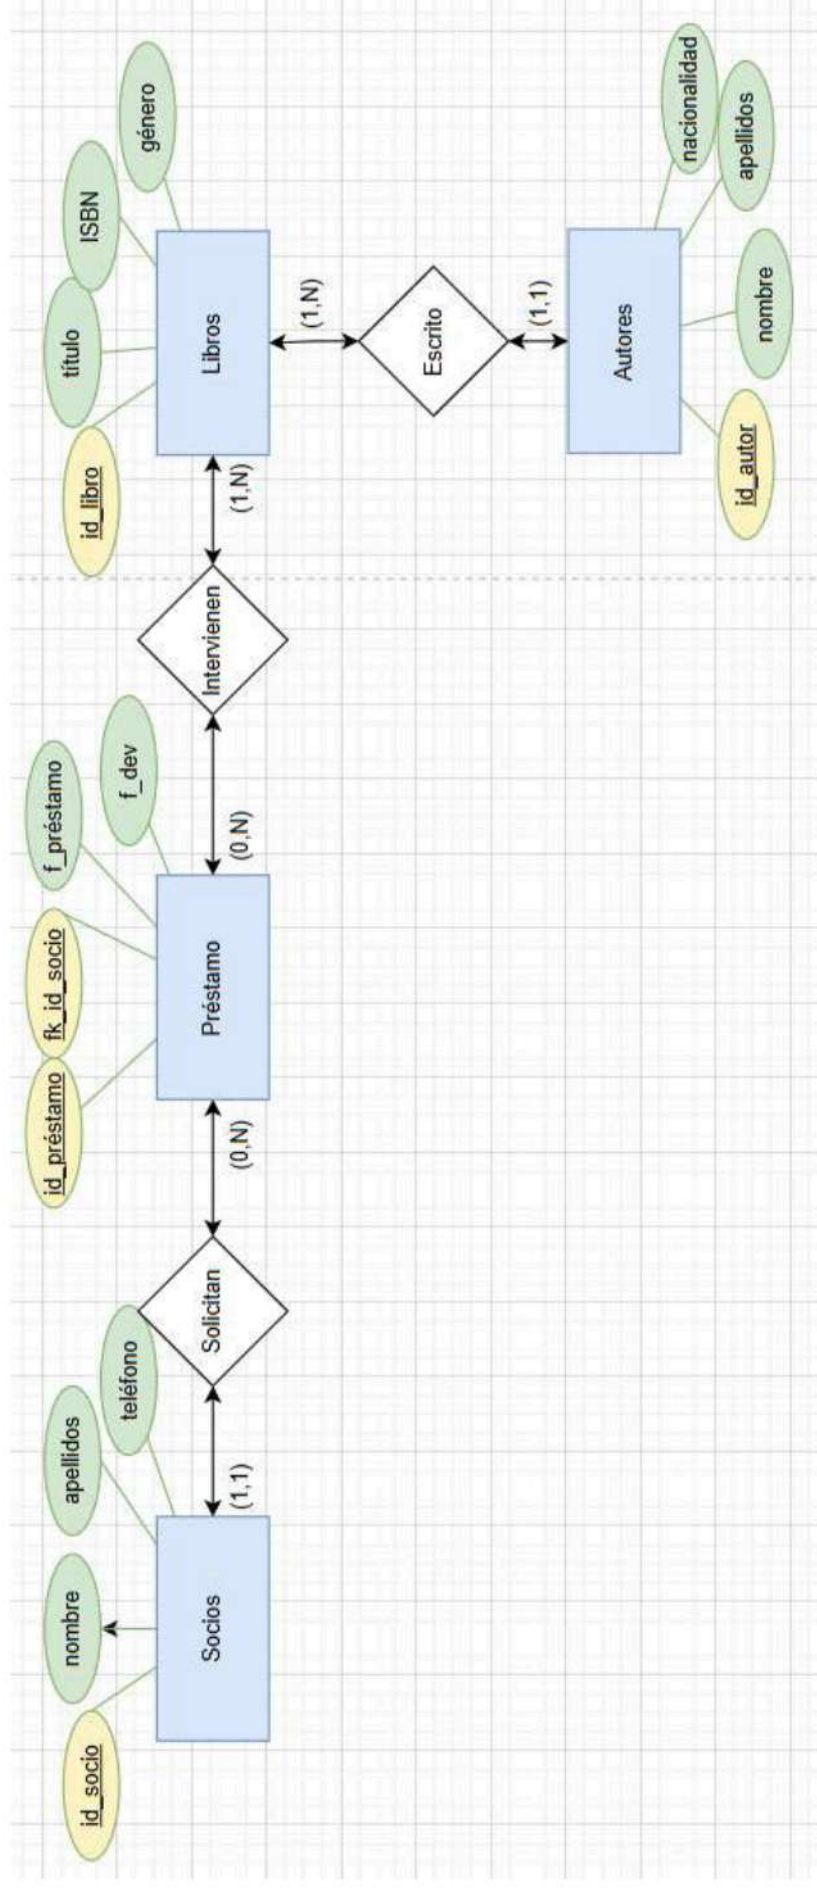 id_socio
nombre
apellidos
teléfono
Socios
(1,1)
Solicitan
(0,N)
id_préstamo
fk_id_socio
f_préstamo
f_dev
Préstamo
(0,N)
Intervienen
(1,N)
id_libro
título
ISBN
género
Libros
(1,N)
Escrito
(1,1)
Autores
id_autor
nombre
apellidos
nacionalidad